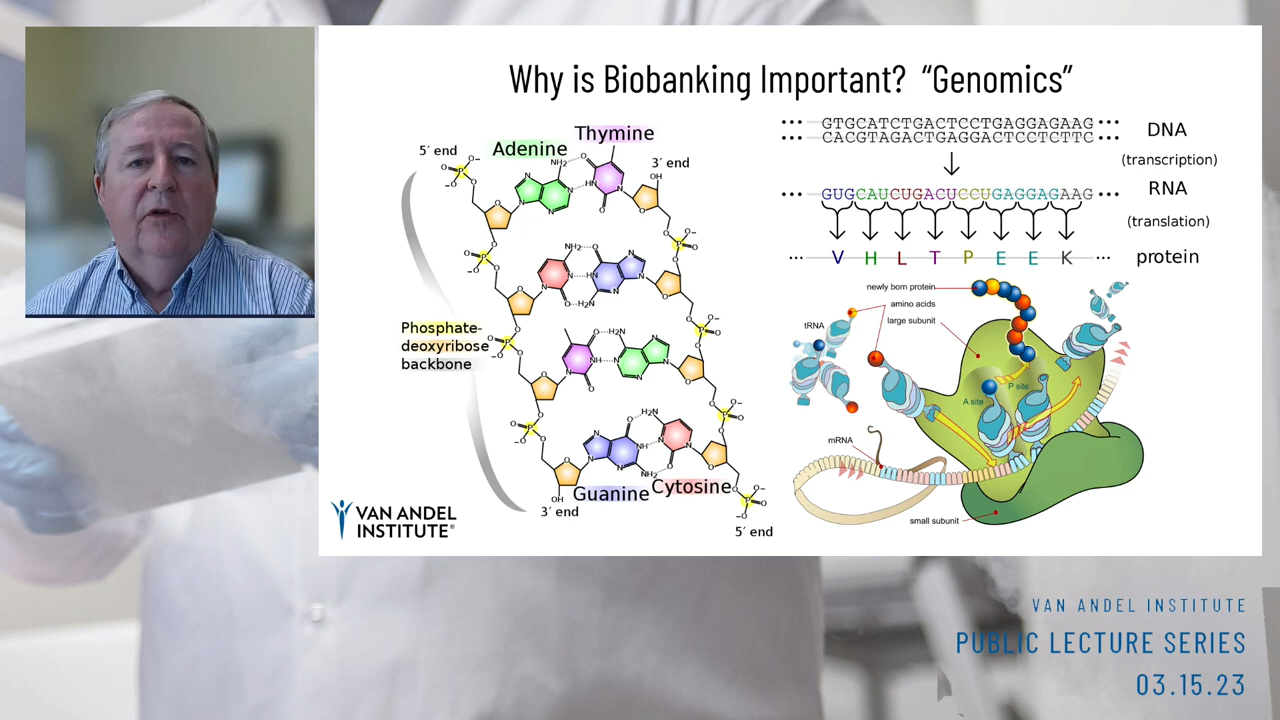 Why is Biobanking Important? “Genomics”
Thymine
Adenine
5′ end
3′ end
Phosphate-
deoxyribose
backbone
Guanine
Cytosine
3′ end
5′ end
GTGCATCTGACTCCTGAGGAGAAG
CACGTAGACTGAGGACTCCTCTTC
DNA
(transcription)
GUGCAUCUGACUCCUGAGGAGAAG
RNA
(translation)
V H L T P E E K
protein
newly born protein
amino acids
large subunit
tRNA
P site
A site
mRNA
small subunit
VAN ANDEL
INSTITUTE®
VAN ANDEL INSTITUTE
PUBLIC LECTURE SERIES
03.15.23